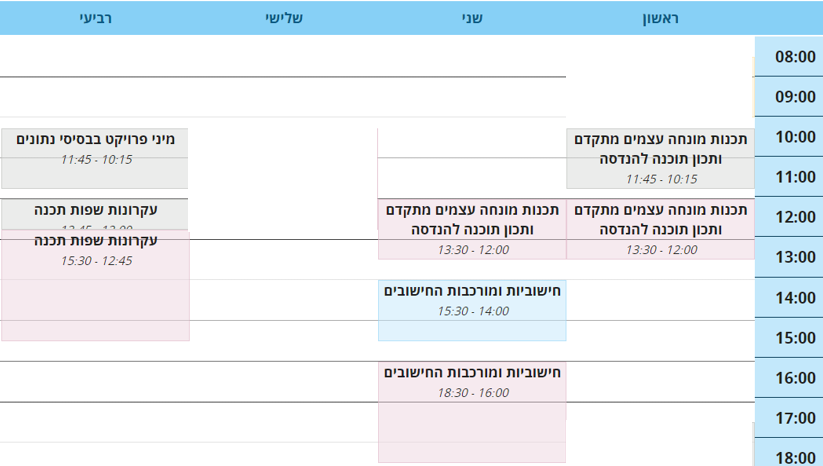 ראשון
שני
שלישי
רביעי
08:00
09:00
10:00
11:00
12:00
13:00
14:00
15:00
16:00
17:00
18:00
תכנות מונחה עצמים מתקדם
ותכון תוכנה להנדסה
11:45 - 10:15
תכנות מונחה עצמים מתקדם
ותכון תוכנה להנדסה
13:30 - 12:00
תכנות מונחה עצמים מתקדם
ותכון תוכנה להנדסה
13:30 - 12:00
חישוביות ומורכבות החישובים
15:30 - 14:00
חישוביות ומורכבות החישובים
18:30 - 16:00
מיני פרויקט בבסיסי נתונים
11:45 - 10:15
עקרונות שפות תכנה
12:45 - 12:00
עקרונות שפות תכנה
15:30 - 12:45